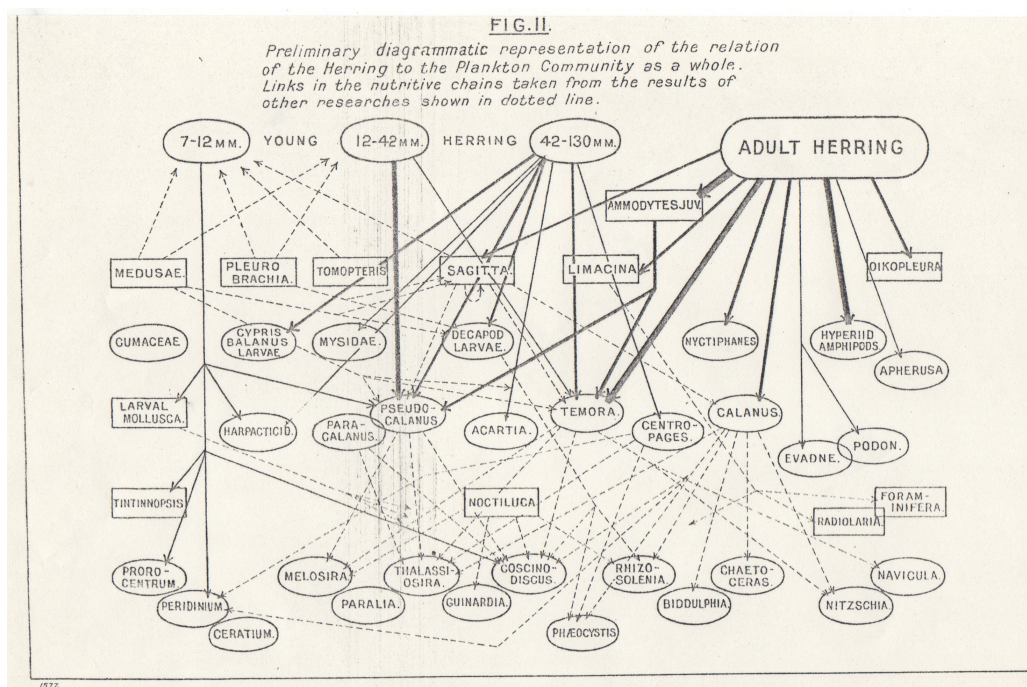 FIG.11.
Preliminary diagrammatic representation of the relation
of the Herring to the Plankton Community as a whole.
Links in the nutritive chains taken from the results of
other researches shown in dotted line.
7-12 MM. YOUNG 12-42 MM. HERRING 42-130 MM.
ADULT HERRING
AMMODYTES JUV.
MEDUSAE.
PLEURO
BRACHIA.
TOMOPTERIS
SAGITTA.
LIMACINA
OIKOPLEURA
CUMACEAE
CYPRIS
BALANUS
LARVAE
MYSIDAE.
DECAPOD
LARVAE.
NYCTIPHANES
HYPERIID
AMPHIPODS.
APHERUSA
LARVAL
MOLLUSCA.
HARPACTICID.
PARA-
CALANUS.
PSEUDO-
CALANUS
ACARTIA.
TEMORA.
CENTRO-
PAGES.
CALANUS.
EVADNE.
PODON.
TINTINNOPSIS
NOCTILUCA
RADIOLARIA.
FORAM-
INIFERA.
PRORO-
CENTRUM.
PERIDINIUM.
CERATIUM.
MELOSIRA
PARALIA.
THALASSI-
OSIRA.
GUINARDIA.
COSCINO-
DISCUS.
PHÆOCYSTIS
RHIZO-
SOLENIA.
BIDDULPHIA.
CHAETO-
CERAS.
NITZSCHIA.
NAVICULA.